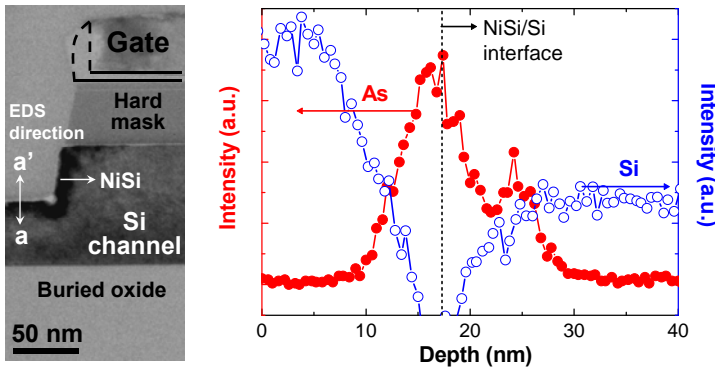 Gate
Hard
mask
EDS
direction
a'
NiSi
Si
channel
a
Buried oxide
50 nm
NiSi/Si
interface
As
Si
Intensity (a.u.)
Intensity (a.u.)
0 10 20 30 40
Depth (nm)